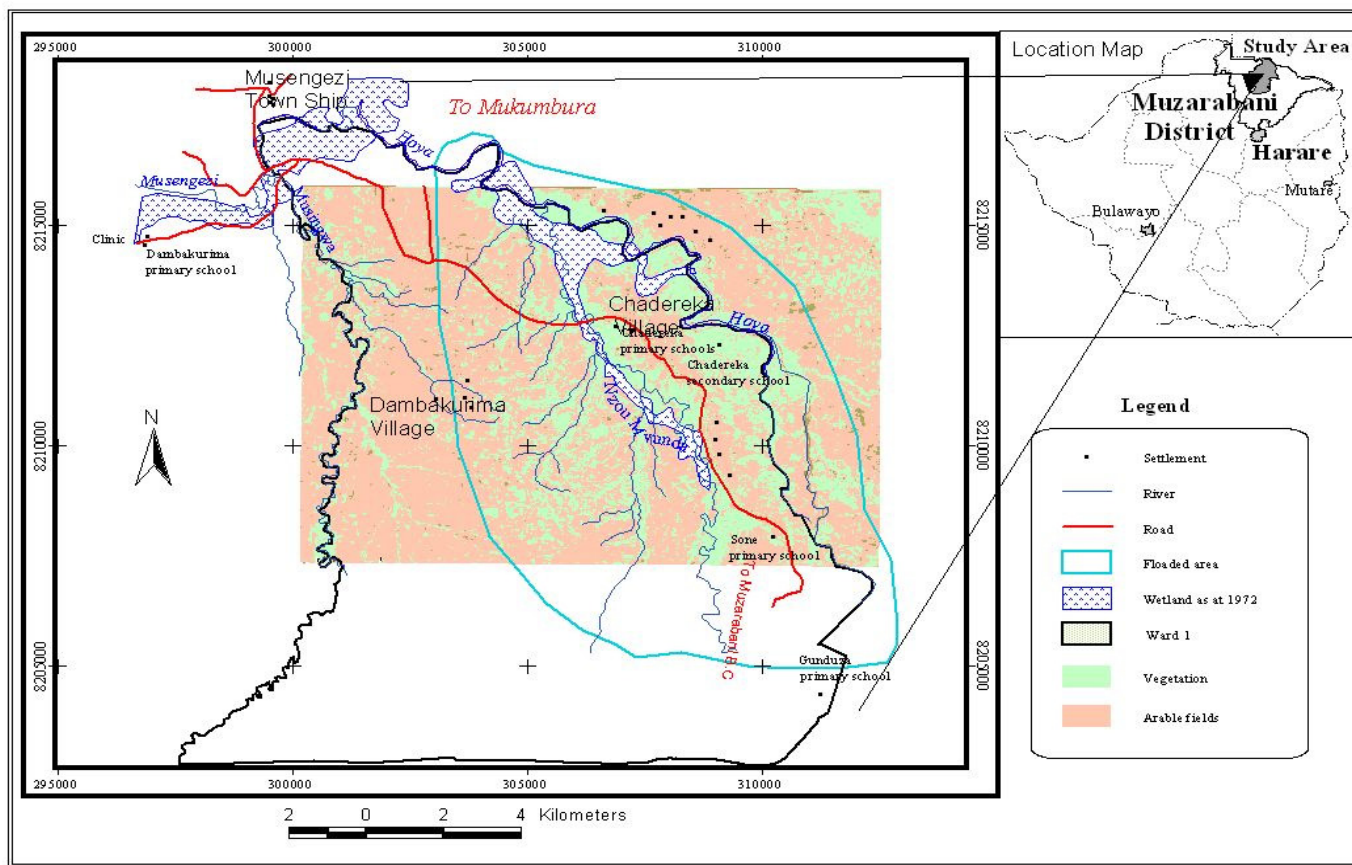 295000
300000
305000
310000
Musengezi
Town Ship
To Mukumbura
Hoya
Musengezi
Musingwa
8215000
8215000
Clinic
Dambakurima
primary school
Chadereka
Village
Hoya
Chadereka
primary schools
Chadereka
secondary school
Dambakurima
Village
Nzou Mvunda
N
8210000
8210000
Sone
primary school
To Muzarabani B.C
8205000
8205000
Gunduza
primary school
295000
300000
305000
310000
2 0 2 4 Kilometers
Location Map
Study Area
Muzarabani
District
Harare
Mutare
Bulawayo
Legend
Settlement
River
Road
Floaded area
Wetland as at 1972
Ward 1
Vegetation
Arable fields